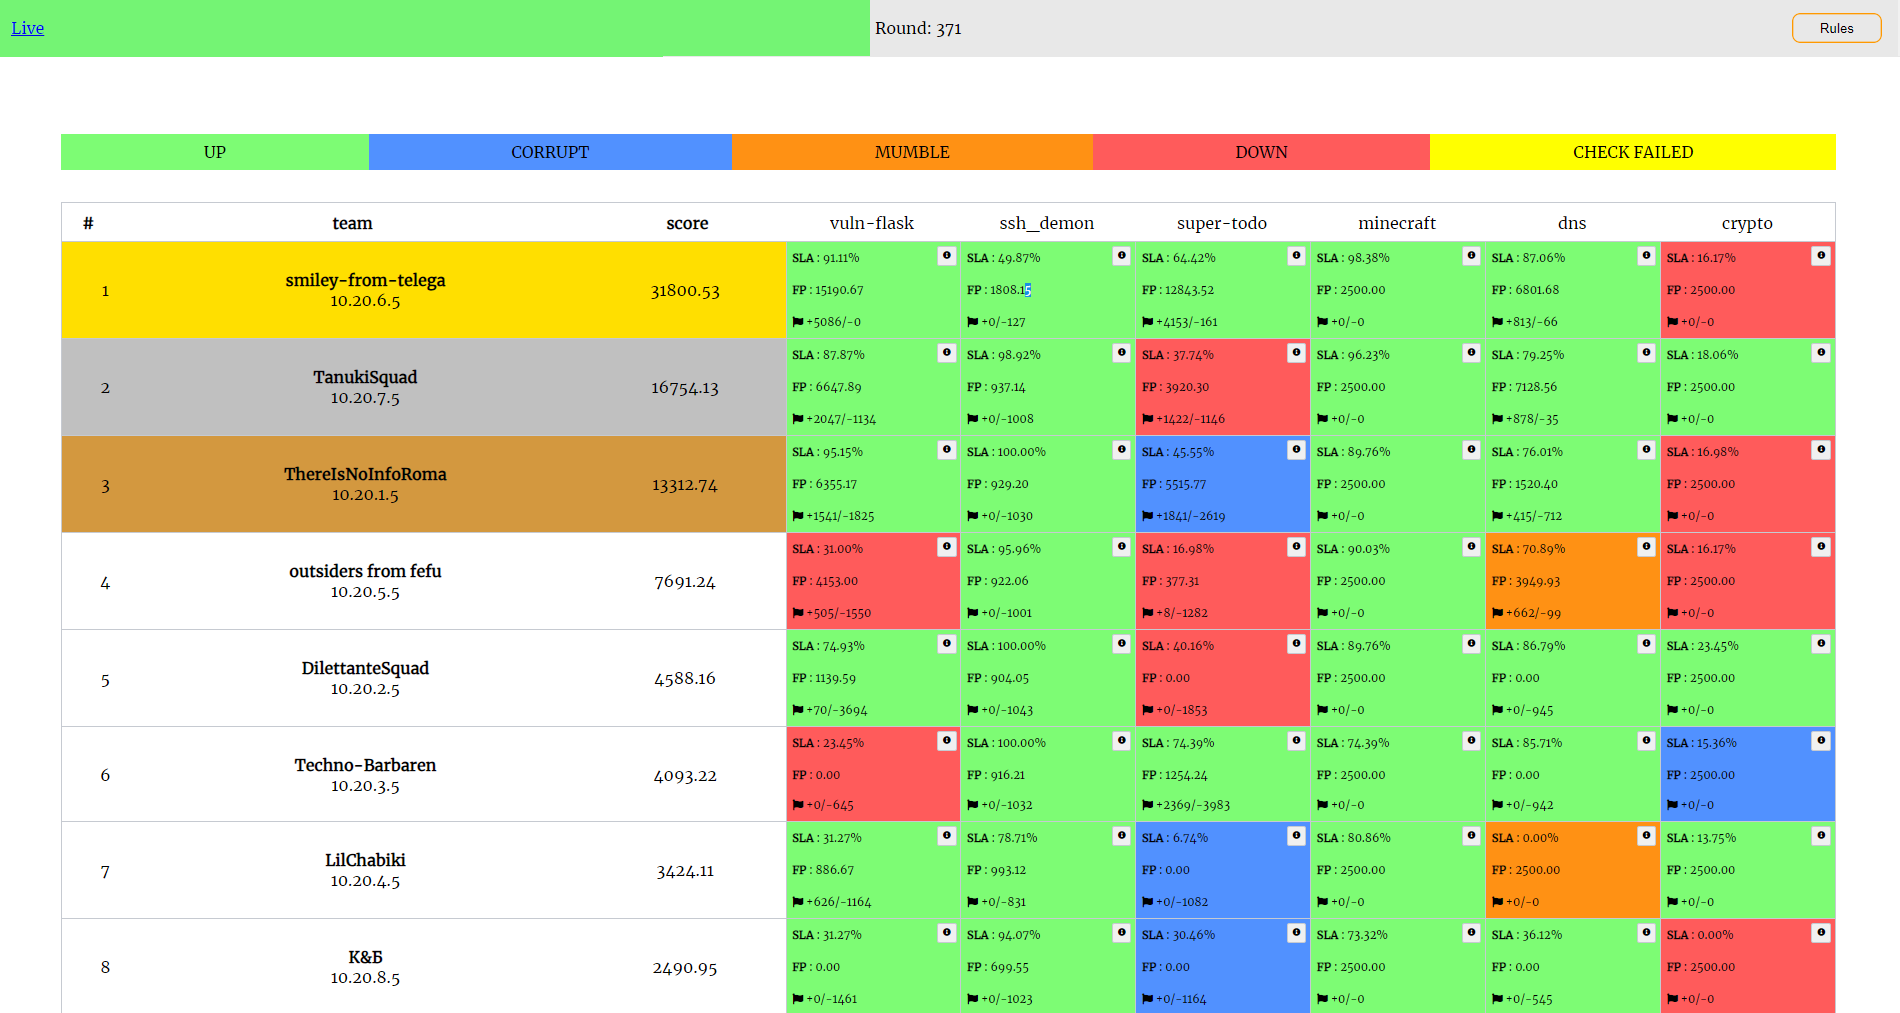 Live
Round: 371
Rules
UP CORRUPT MUMBLE DOWN CHECK FAILED
# team score vuln-flask ssh_demon super-todo minecraft dns crypto
SLA : 91.11% SLA : 49.87% SLA : 64.42% SLA : 98.38% SLA : 87.06% SLA : 16.17%
1 smiley-from-telega 31800.53 FP : 15190.67 FP : 1808.15 FP : 12843.52 FP : 2500.00 FP : 6801.68 FP : 2500.00
10.20.6.5
+5086/-0 +0/-127 +4153/-161 +0/-0 +813/-66 +0/-0
SLA : 87.87% SLA : 98.92% SLA : 37.74% SLA : 96.23% SLA : 79.25% SLA : 18.06%
2 TanukiSquad 16754.13 FP : 6647.89 FP : 937.14 FP : 3920.30 FP : 2500.00 FP : 7128.56 FP : 2500.00
10.20.7.5
+2047/-1134 +0/-1008 +1422/-1146 +0/-0 +878/-35 +0/-0
SLA : 95.15% SLA : 100.00% SLA : 45.55% SLA : 89.76% SLA : 76.01% SLA : 16.98%
3 ThereIsNoInfoRoma 13312.74 FP : 6355.17 FP : 929.20 FP : 5515.77 FP : 2500.00 FP : 1520.40 FP : 2500.00
10.20.1.5
+1541/-1825 +0/-1030 +1841/-2619 +0/-0 +415/-712 +0/-0
SLA : 31.00% SLA : 95.96% SLA : 16.98% SLA : 90.03% SLA : 70.89% SLA : 16.17%
4 outsiders from fefu 7691.24 FP : 4153.00 FP : 922.06 FP : 377.31 FP : 2500.00 FP : 3949.93 FP : 2500.00
10.20.5.5
+505/-1550 +0/-1001 +8/-1282 +0/-0 +662/-99 +0/-0
SLA : 74.93% SLA : 100.00% SLA : 40.16% SLA : 89.76% SLA : 86.79% SLA : 23.45%
5 DilettanteSquad 4588.16 FP : 1139.59 FP : 904.05 FP : 0.00 FP : 2500.00 FP : 0.00 FP : 2500.00
10.20.2.5
+70/-3694 +0/-1043 +0/-1853 +0/-0 +0/-945 +0/-0
SLA : 23.45% SLA : 100.00% SLA : 74.39% SLA : 74.39% SLA : 85.71% SLA : 15.36%
6 Techno-Barbaren 4093.22 FP : 0.00 FP : 916.21 FP : 1254.24 FP : 2500.00 FP : 0.00 FP : 2500.00
10.20.3.5
+0/-645 +0/-1032 +2369/-3983 +0/-0 +0/-942 +0/-0
SLA : 31.27% SLA : 78.71% SLA : 6.74% SLA : 80.86% SLA : 0.00% SLA : 13.75%
7 LilChabiki 3424.11 FP : 886.67 FP : 993.12 FP : 0.00 FP : 2500.00 FP : 2500.00 FP : 2500.00
10.20.4.5
+626/-1164 +0/-831 +0/-1082 +0/-0 +0/-0 +0/-0
SLA : 31.27% SLA : 94.07% SLA : 30.46% SLA : 73.32% SLA : 36.12% SLA : 0.00%
8 К&Б 2490.95 FP : 0.00 FP : 699.55 FP : 0.00 FP : 2500.00 FP : 0.00 FP : 2500.00
10.20.8.5
+0/-1461 +0/-1023 +0/-1164 +0/-0 +0/-545 +0/-0